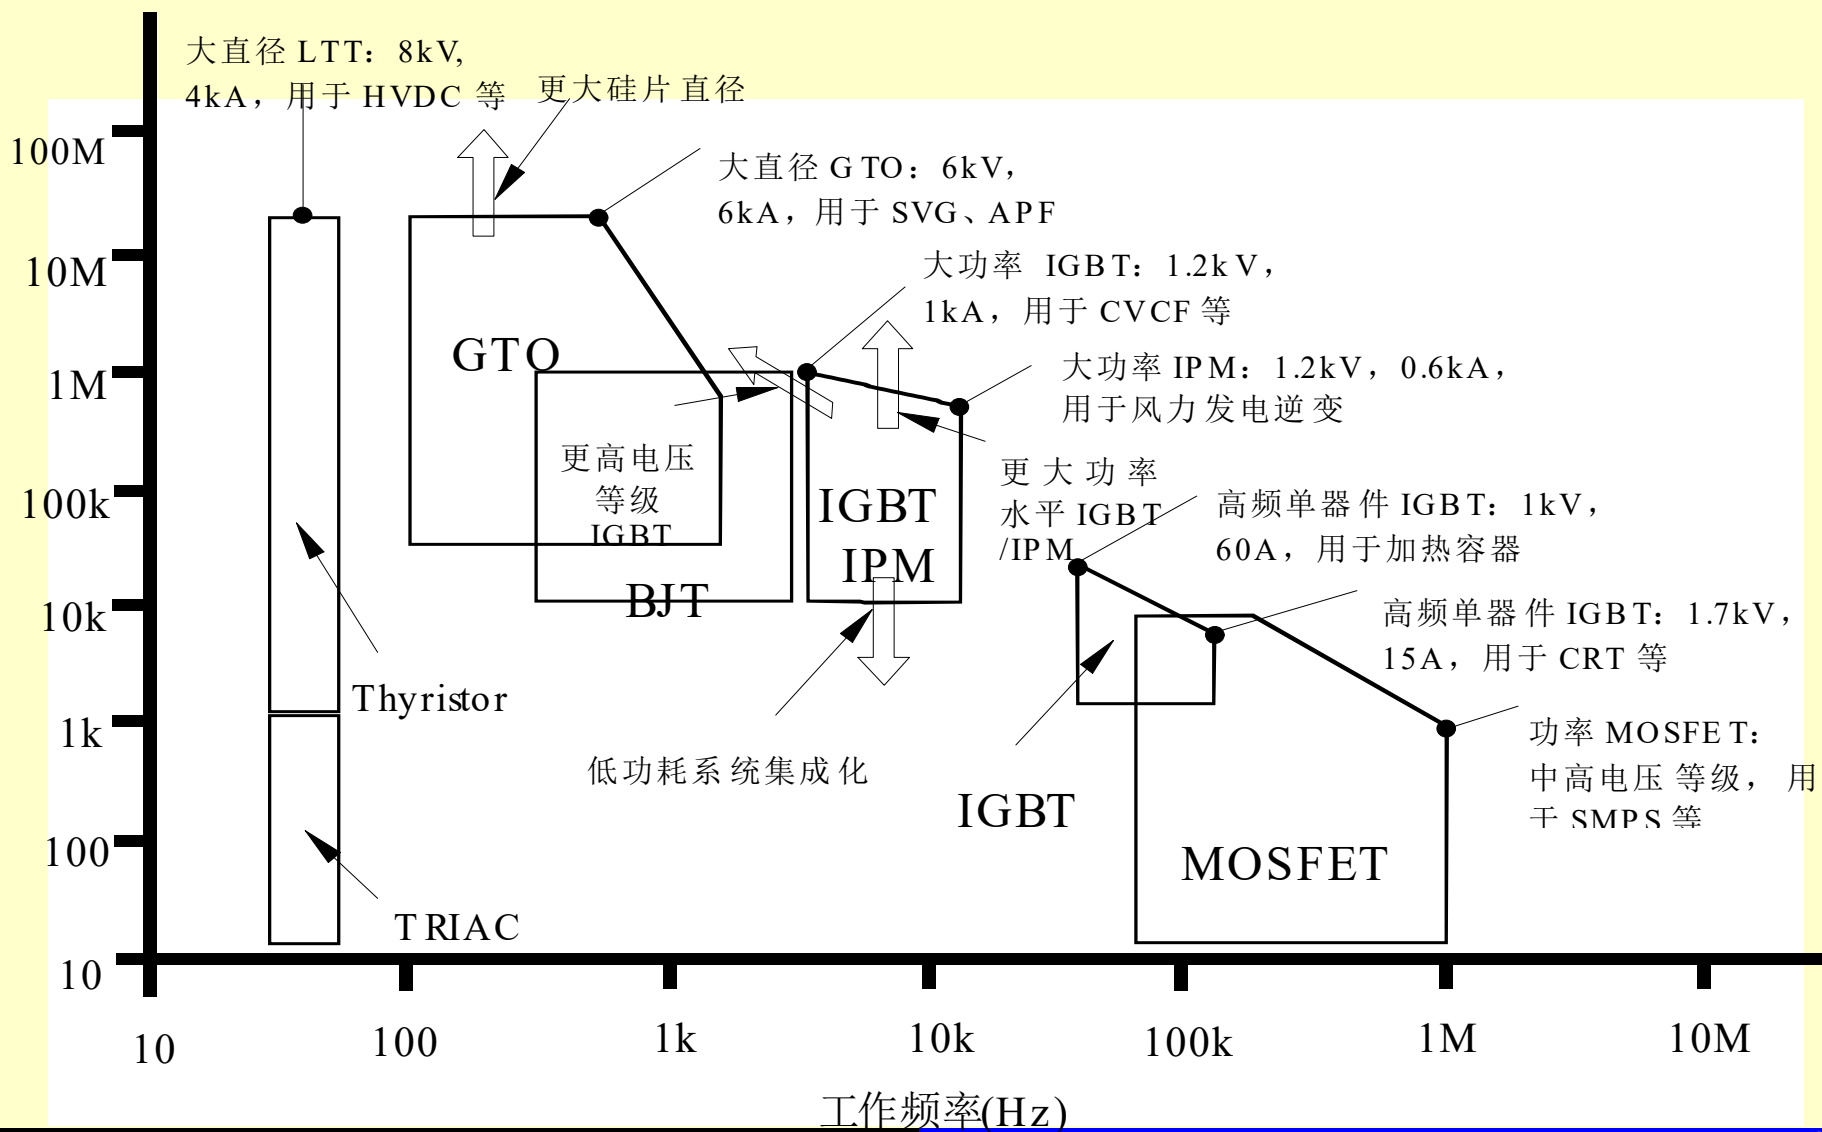 大直径 LTT：8kV,
4kA，用于 HVDC 等
更大硅片直径
100M
大直径 GTO：6kV，
6kA，用于 SVG、APF
10M
大功率 IGBT：1.2kV，
1kA，用于 CVCF 等
GTO
1M
大功率 IPM：1.2kV，0.6kA，
用于风力发电逆变
更高电压
等级
IGBT
100k
IGBT
IPM
更大功率
水平 IGBT
/IPM
高频单器件 IGBT：1kV，
60A，用于加热容器
BJT
10k
高频单器件 IGBT：1.7kV，
15A，用于 CRT 等
Thyristor
1k
低功耗系统集成化
功率 MOSFET：
中高电压等级，用
于 SMPS 等
IGBT
100
MOSFET
TRIAC
10
10 100 1k 10k 100k 1M 10M
工作频率(Hz)